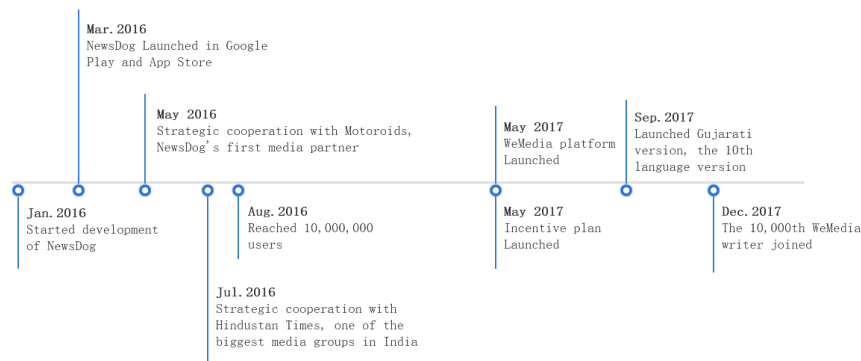 Mar.2016
NewsDog Launched in Google
Play and App Store
May 2016
Strategic cooperation with Motoroids,
NewsDog's first media partner
May 2017
WeMedia platform
Launched
Sep.2017
Launched Gujarati
version, the 10th
language version
Jan.2016
Started development
of NewsDog
Aug.2016
Reached 10,000,000
users
May 2017
Incentive plan
Launched
Dec.2017
The 10,000th WeMedia
writer joined
Jul.2016
Strategic cooperation with
Hindustan Times, one of the
biggest media groups in India